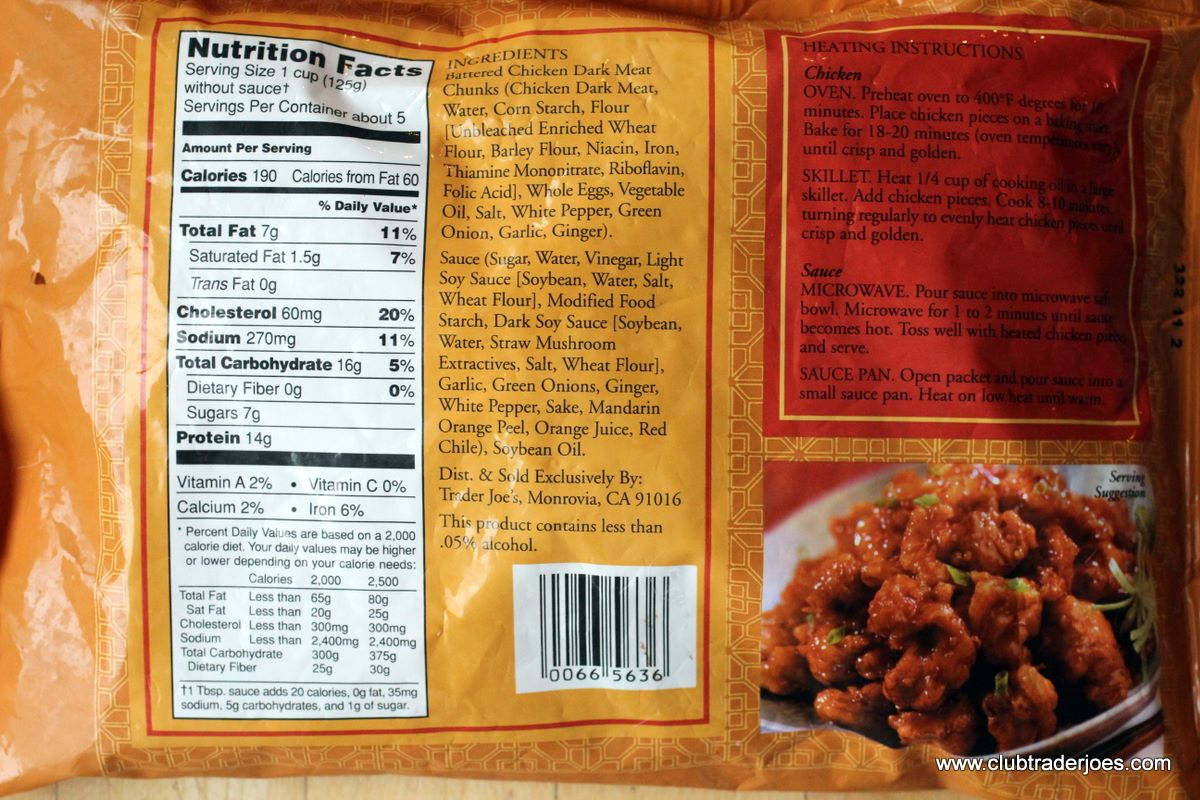 Nutrition Facts
Serving Size 1 cup (125g)
without sauce†
Servings Per Container about 5
Amount Per Serving
Calories 190 Calories from Fat 60
% Daily Value*
Total Fat 7g 11%
Saturated Fat 1.5g 7%
Trans Fat 0g
Cholesterol 60mg 20%
Sodium 270mg 11%
Total Carbohydrate 16g 5%
Dietary Fiber 0g 0%
Sugars 7g
Protein 14g
Vitamin A 2% • Vitamin C 0%
Calcium 2% • Iron 6%
* Percent Daily Values are based on a 2,000
calorie diet. Your daily values may be higher
or lower depending on your calorie needs:
Calories 2,000 2,500
Total Fat Less than 65g 80g
Sat Fat Less than 20g 25g
Cholesterol Less than 300mg 300mg
Sodium Less than 2,400mg 2,400mg
Total Carbohydrate 300g 375g
Dietary Fiber 25g 30g
†1 Tbsp. sauce adds 20 calories, 0g fat, 35mg
sodium, 5g carbohydrates, and 1g of sugar.
INGREDIENTS
Battered Chicken Dark Meat
Chunks (Chicken Dark Meat,
Water, Corn Starch, Flour
[Unbleached Enriched Wheat
Flour, Barley Flour, Niacin, Iron,
Thiamine Mononitrate, Riboflavin,
Folic Acid], Whole Eggs, Vegetable
Oil, Salt, White Pepper, Green
Onion, Garlic, Ginger).
Sauce (Sugar, Water, Vinegar, Light
Soy Sauce [Soybean, Water, Salt,
Wheat Flour], Modified Food
Starch, Dark Soy Sauce [Soybean,
Water, Straw Mushroom
Extractives, Salt, Wheat Flour],
Garlic, Green Onions, Ginger,
White Pepper, Sake, Mandarin
Orange Peel, Orange Juice, Red
Chile), Soybean Oil.
Dist. & Sold Exclusively By:
Trader Joe's, Monrovia, CA 91016
This product contains less than
.05% alcohol.
0066 5636
HEATING INSTRUCTIONS
Chicken
OVEN. Preheat oven to 400°F degrees for 10
minutes. Place chicken pieces on a baking
Bake for 18-20 minutes (oven temperatures vary),
until crisp and golden.
SKILLET. Heat 1/4 cup of cooking oil in a large
skillet. Add chicken pieces. Cook 8-10 minutes,
turning regularly to evenly heat chicken pieces until
crisp and golden.
Sauce
MICROWAVE. Pour sauce into microwave safe
bowl. Microwave for 1 to 2 minutes until sauce
becomes hot. Toss well with heated chicken pieces
and serve.
SAUCE PAN. Open packet and pour sauce into a
small sauce pan. Heat on low heat until warm.
Serving
Suggestion
322 11 2
www.clubtraderjoes.com